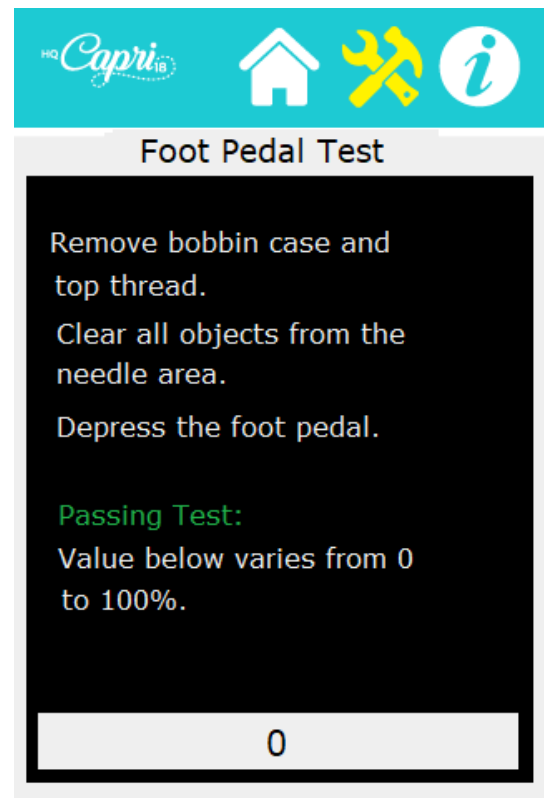 HQ Capri 18
i
Foot Pedal Test
Remove bobbin case and
top thread.
Clear all objects from the
needle area.
Depress the foot pedal.
Passing Test:
Value below varies from 0
to 100%.
0